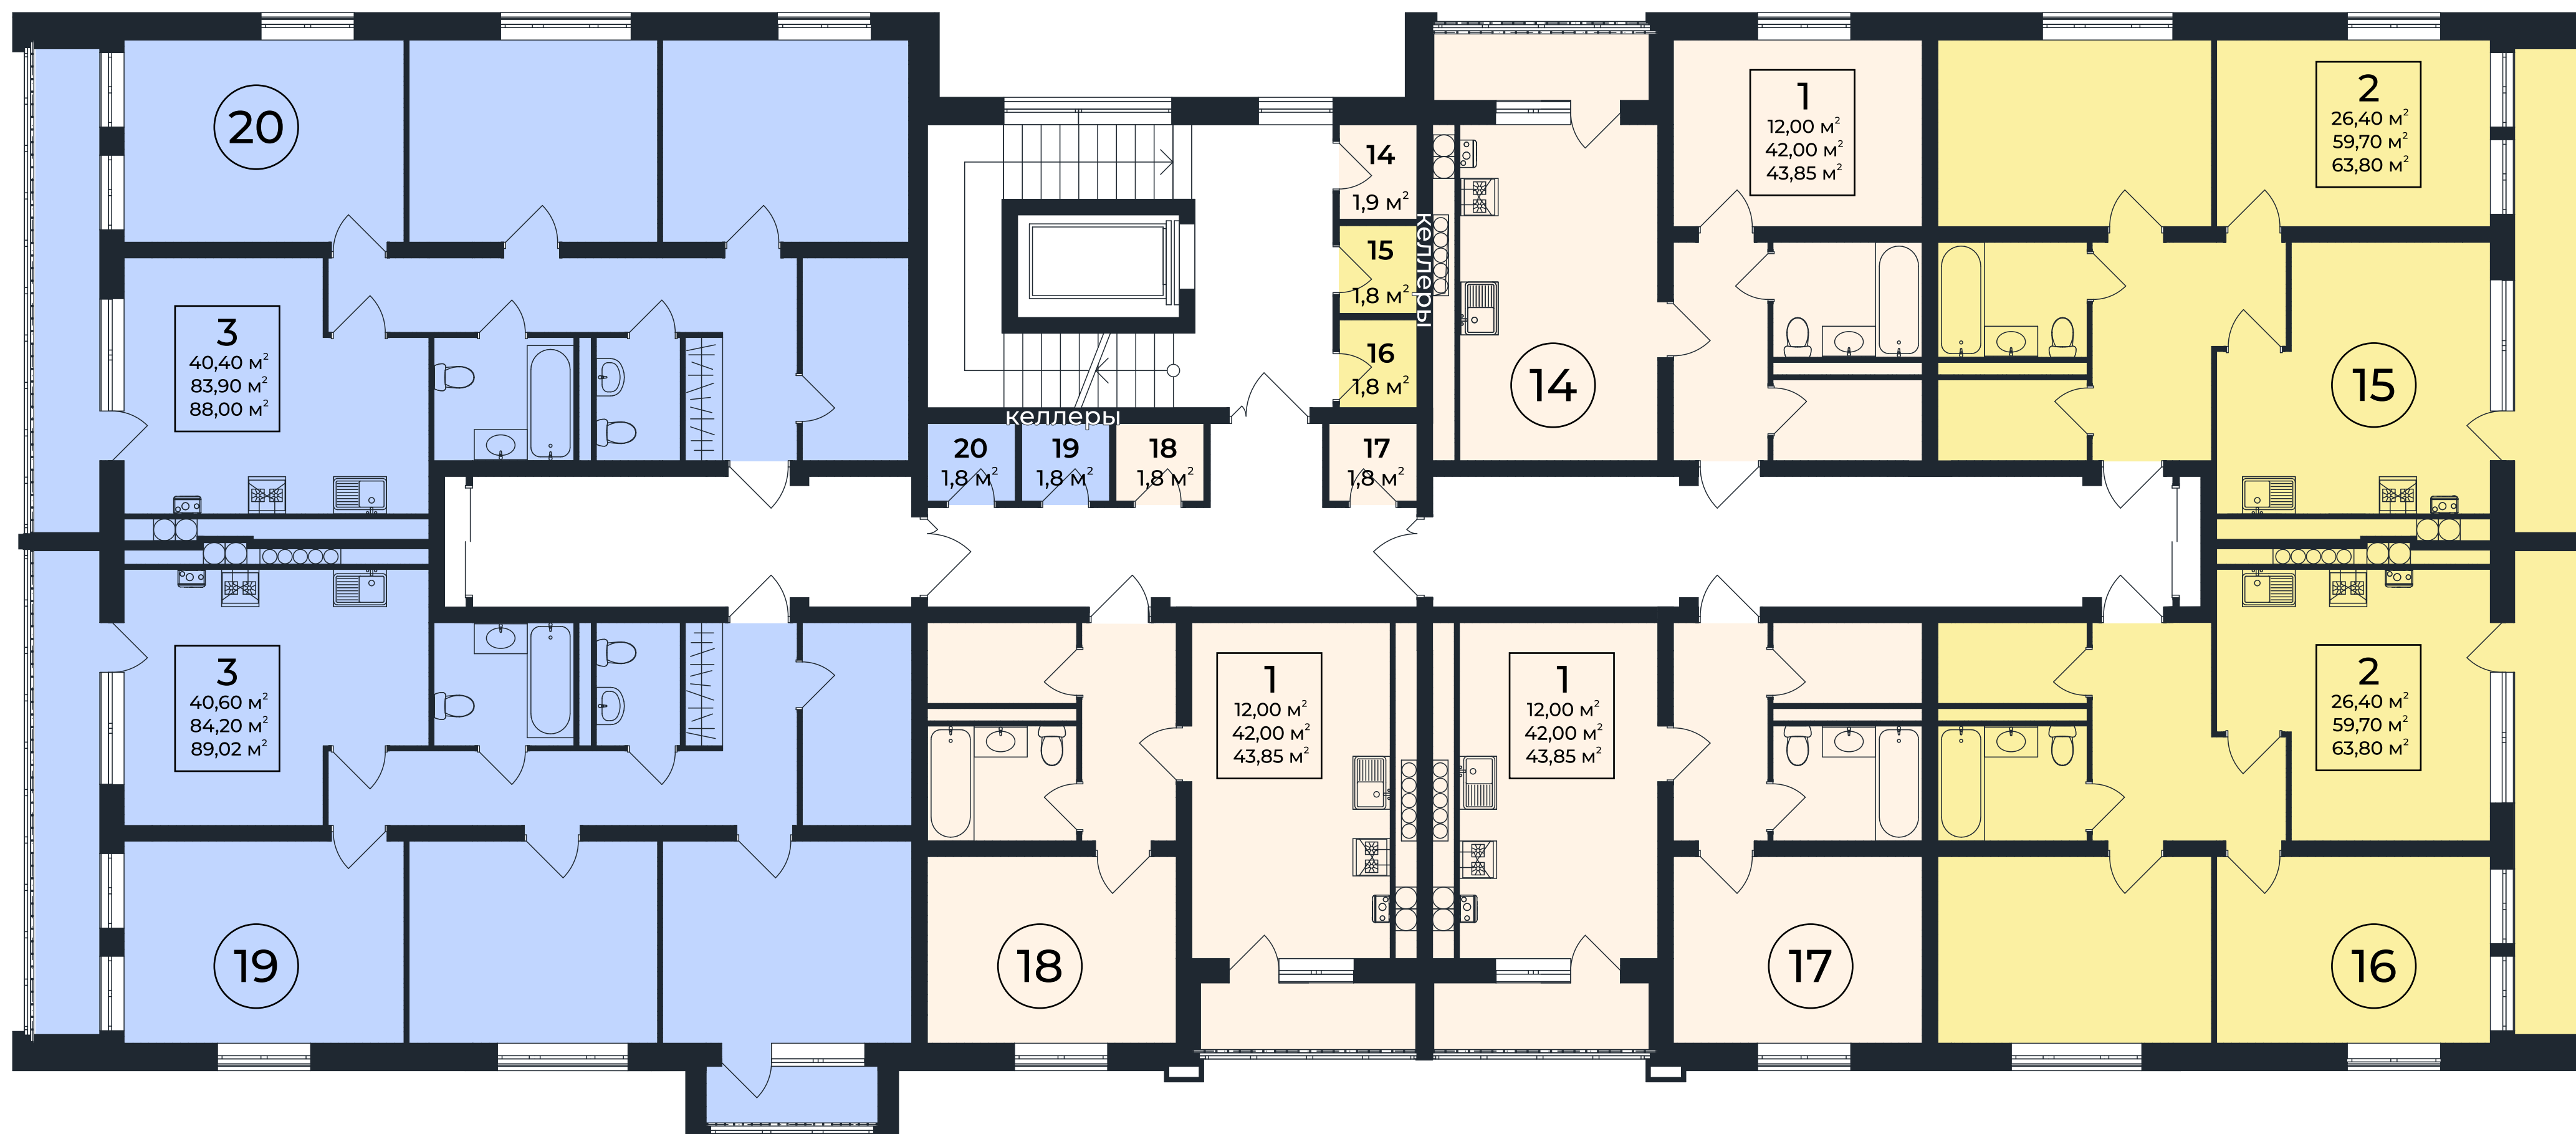 20
3
40,40 м²
83,90 м²
88,00 м²
3
40,60 м²
84,20 м²
89,02 м²
19
14
1,9 м²
15
1,8 м²
16
1,8 м²
келлеры
келлеры
20
1,8 м²
19
1,8 м²
18
1,8 м²
17
1,8 м²
14
1
12,00 м²
42,00 м²
43,85 м²
2
26,40 м²
59,70 м²
63,80 м²
15
1
12,00 м²
42,00 м²
43,85 м²
18
1
12,00 м²
42,00 м²
43,85 м²
17
2
26,40 м²
59,70 м²
63,80 м²
16